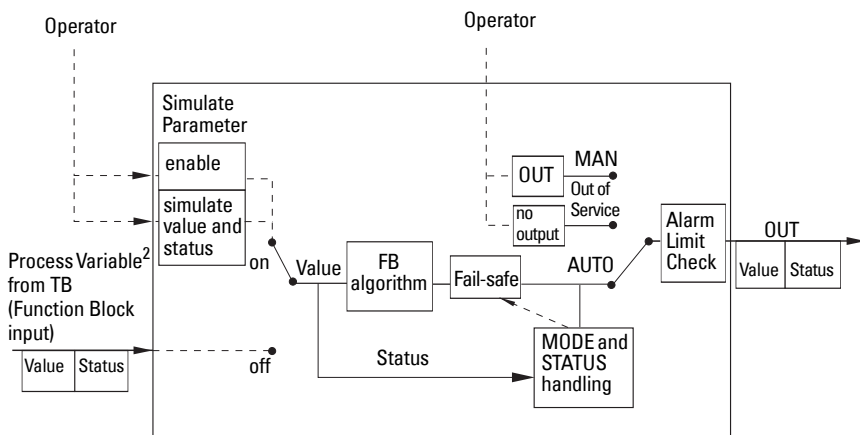 Operator
Operator
Simulate
Parameter
enable
simulate
value and
status
on
Process Variable2
from TB
(Function Block
input)
Value
Status
off
Value
FB
algorithm
Fail-safe
Status
MODE and
STATUS
handling
OUT
MAN
Out of
Service
no
output
AUTO
Alarm
Limit
Check
OUT
Value
Status